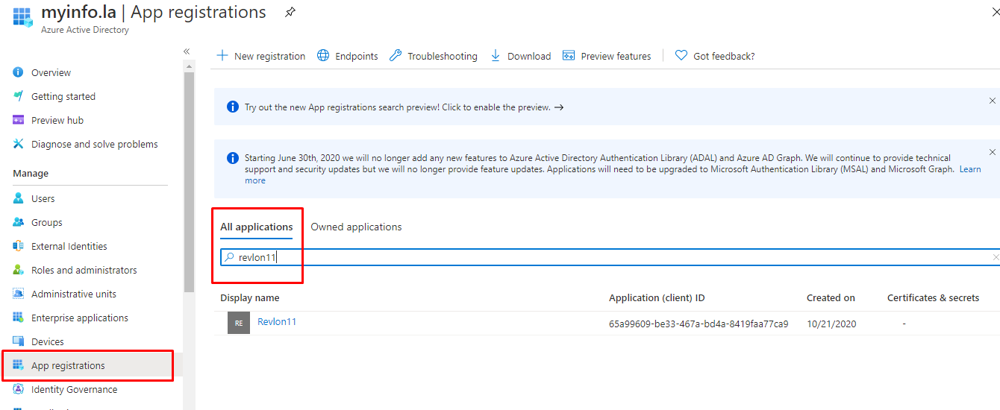 myinfo.la | App registrations
Azure Active Directory
Overview
Getting started
Preview hub
Diagnose and solve problems
Manage
Users
Groups
External Identities
Roles and administrators
Administrative units
Enterprise applications
Devices
App registrations
Identity Governance
New registration Endpoints Troubleshooting Download Preview features Got feedback?
Try out the new App registrations search preview! Click to enable the preview. →
Starting June 30th, 2020 we will no longer add any new features to Azure Active Directory Authentication Library (ADAL) and Azure AD Graph. We will continue to provide technical
support and security updates but we will no longer provide feature updates. Applications will need to be upgraded to Microsoft Authentication Library (MSAL) and Microsoft Graph. Learn
more
All applications Owned applications
revlon11
Display name Application (client) ID Created on Certificates & secrets
RE Revlon11 65a99609-be33-467a-bd4a-8419faa77ca9 10/21/2020 -